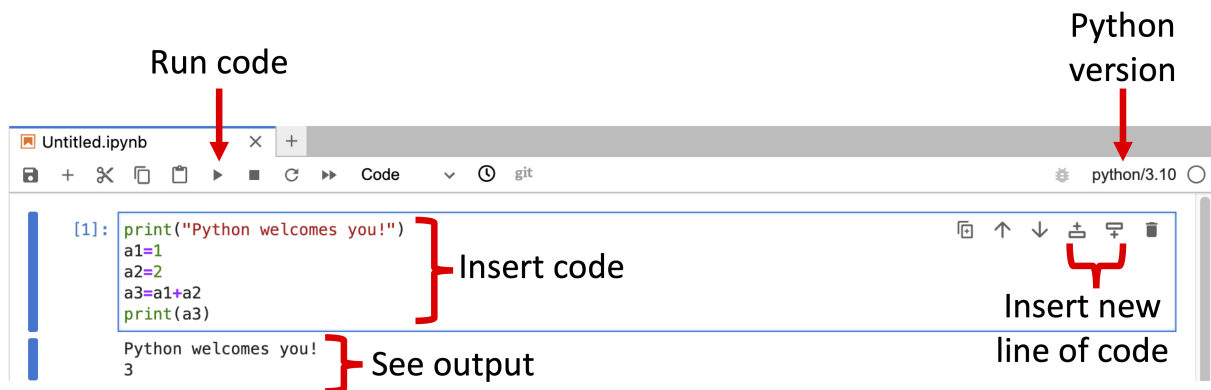 Python
version
Run code
Untitled.ipynb
Code
git
python/3.10
[1]: print("Python welcomes you!")
a1=1
a2=2
a3=a1+a2
print(a3)
Insert code
Insert new
line of code
Python welcomes you!
3
See output